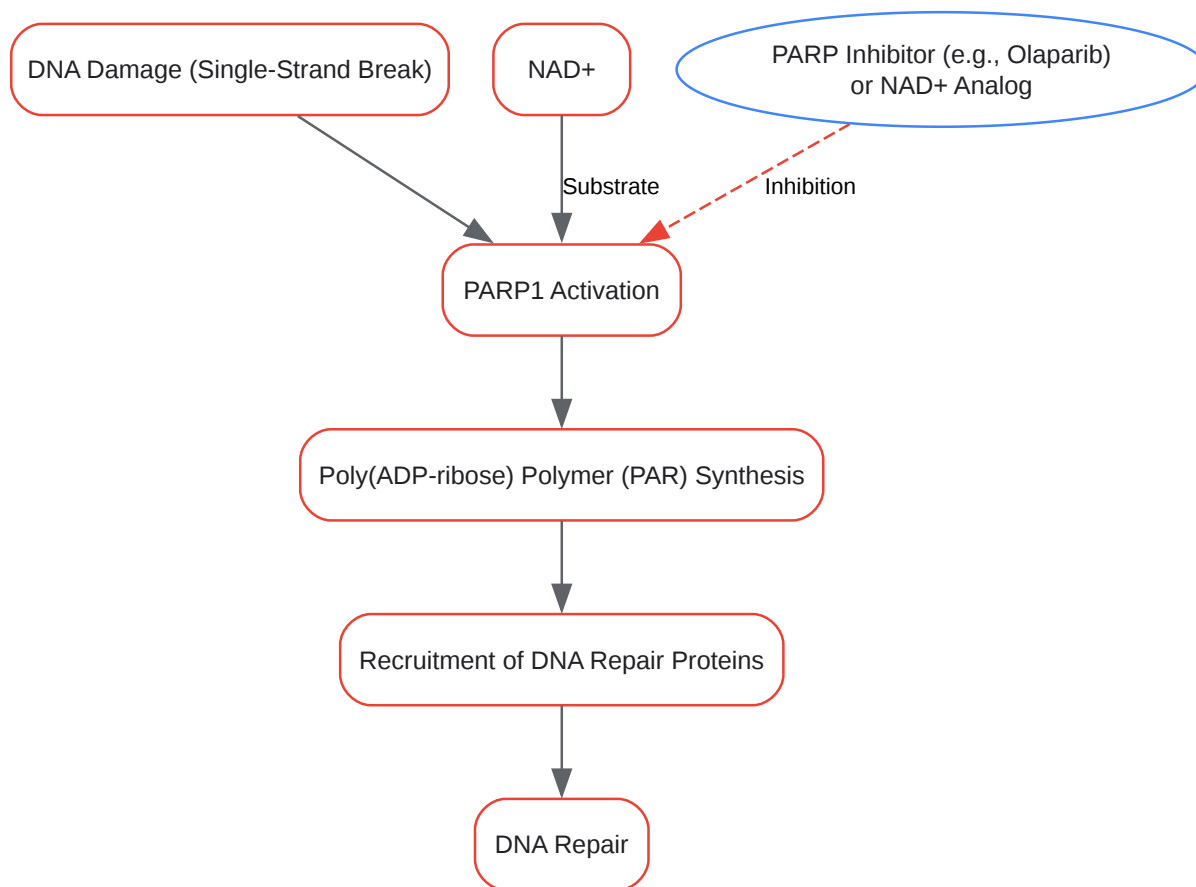 DNA Damage (Single-Strand Break)
NAD+
PARP Inhibitor (e.g., Olaparib)
or NAD+ Analog
Substrate
Inhibition
PARP1 Activation
Poly(ADP-ribose) Polymer (PAR) Synthesis
Recruitment of DNA Repair Proteins
DNA Repair